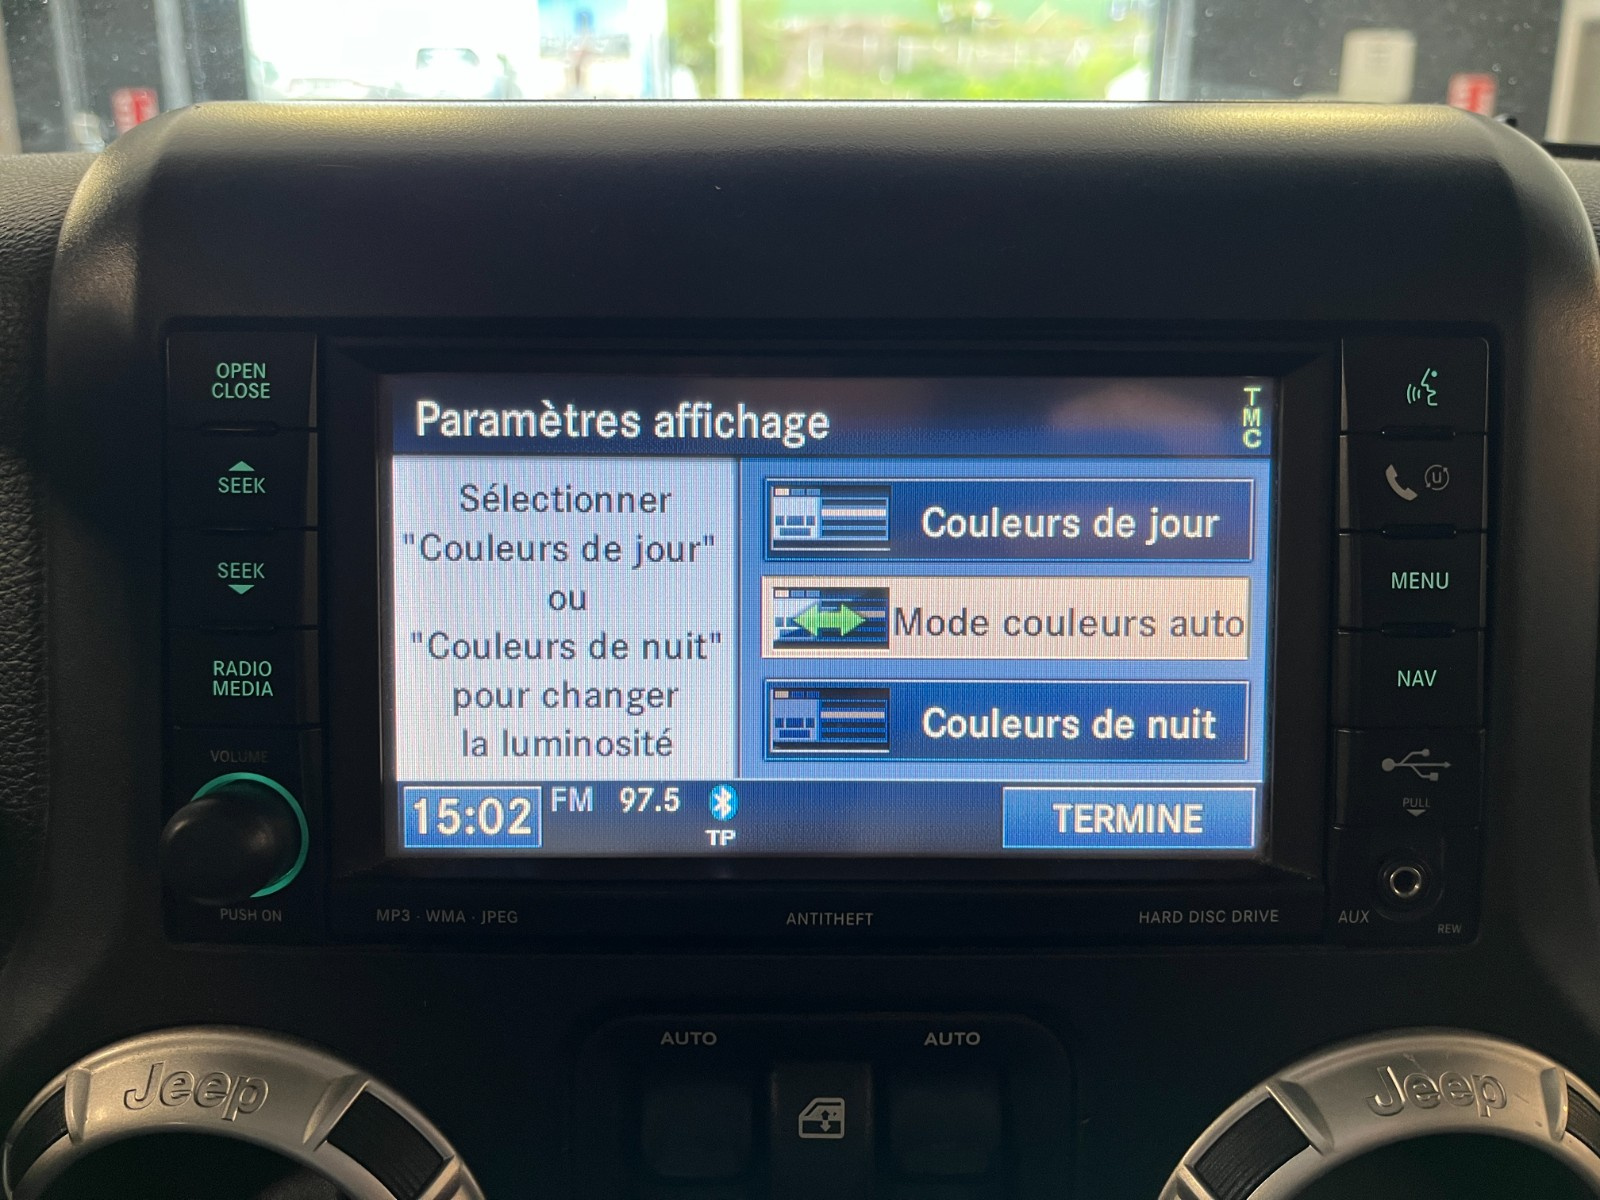 OPEN
CLOSE
SEEK
SEEK
RADIO
MEDIA
VOLUME
PUSH ON
Paramètres affichage
TMC
Sélectionner
"Couleurs de jour"
ou
"Couleurs de nuit"
pour changer
la luminosité
Couleurs de jour
Mode couleurs auto
Couleurs de nuit
15:02 FM 97.5
TP
TERMINE
MENU
NAV
PULL
AUX
REW
MP3 · WMA · JPEG
ANTITHEFT
HARD DISC DRIVE
AUTO AUTO
Jeep Jeep